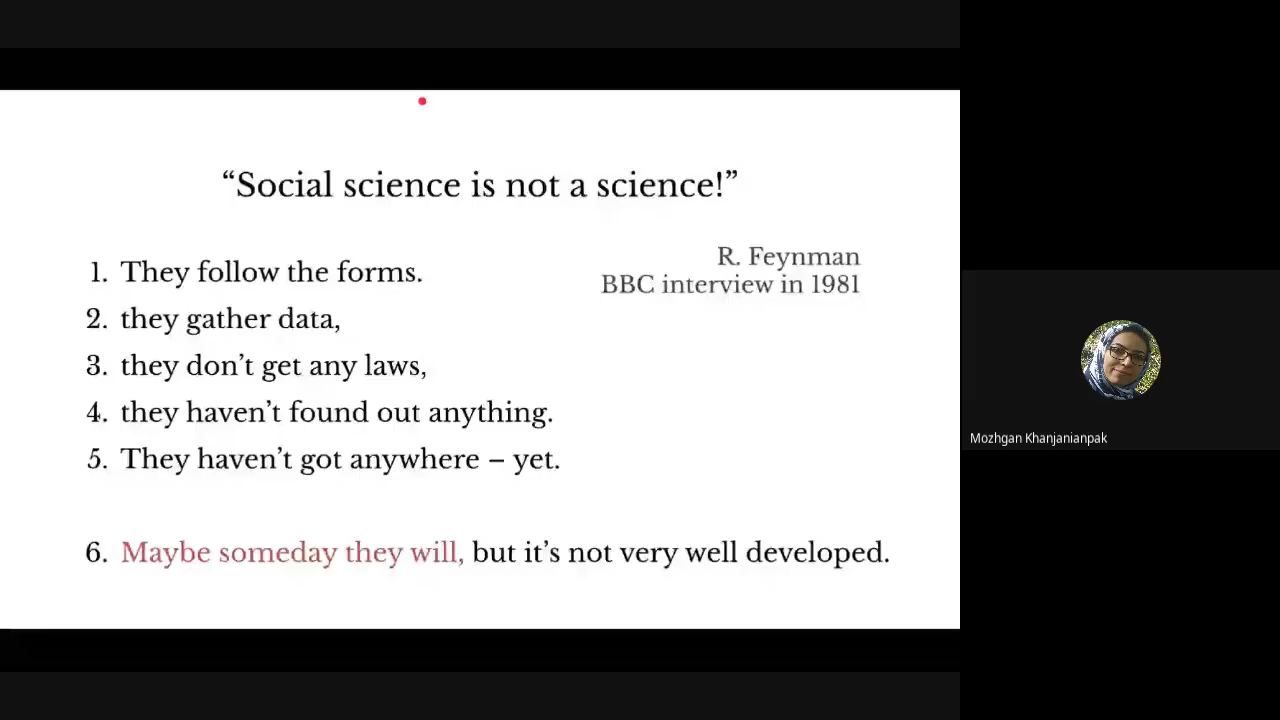 “Social science is not a science!”
R. Feynman
BBC interview in 1981
1. They follow the forms.
2. they gather data,
3. they don’t get any laws,
4. they haven’t found out anything.
5. They haven’t got anywhere – yet.
6. Maybe someday they will, but it’s not very well developed.
Mozhgan Khanjanianpak